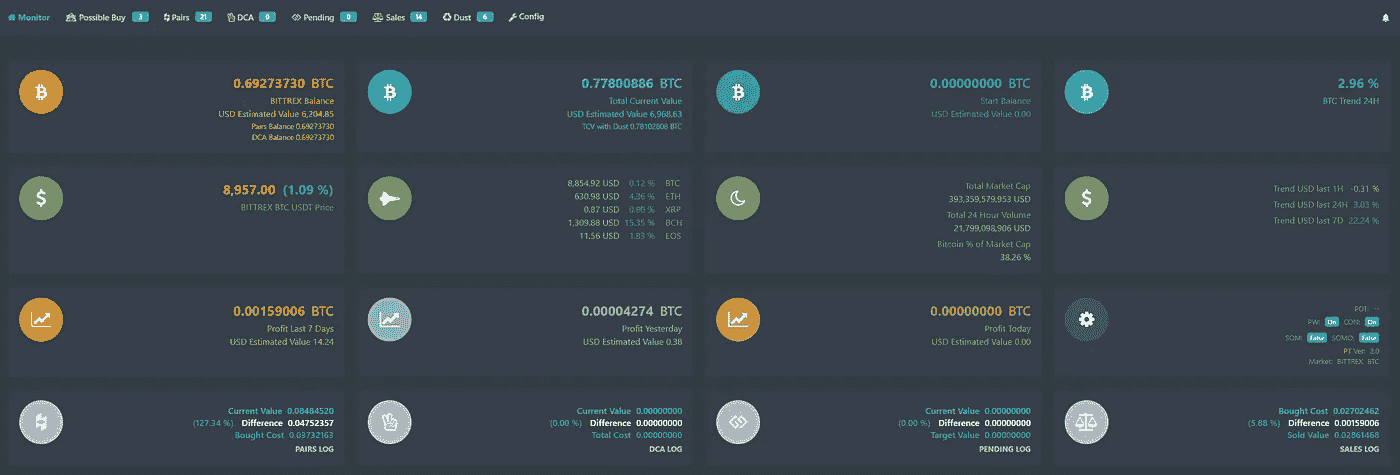 Monitor Possible Buy 3 Pairs 21 DCA 0 Pending 0 Sales 14 Dust 6 Config
0.69273730 BTC
BITTREX Balance
USD Estimated Value 6,204.85
Pairs Balance 0.69273730
DCA Balance 0.69273730
0.77800886 BTC
Total Current Value
USD Estimated Value 6,968.63
TCV with Dust 0.78102808 BTC
0.00000000 BTC
Start Balance
USD Estimated Value 0.00
2.96 %
BTC Trend 24H
8,957.00 (1.09 %)
BITTREX BTC USDT Price
8,854.92 USD 0.12 % BTC
630.98 USD 4.36 % ETH
0.87 USD 0.86 % XRP
1,309.88 USD 15.35 % BCH
11.56 USD 1.83 % EOS
Total Market Cap
393,359,579,953 USD
Total 24 Hour Volume
21,799,098,906 USD
Bitcoin % of Market Cap
38.26 %
Trend USD last 1H -0.31 %
Trend USD last 24H 3.03 %
Trend USD last 7D 22.24 %
0.00159006 BTC
Profit Last 7 Days
USD Estimated Value 14.24
0.00004274 BTC
Profit Yesterday
USD Estimated Value 0.38
0.00000000 BTC
Profit Today
USD Estimated Value 0.00
POT: --
PW: On CON: On
SOM: False SOMO: False
PT Ver: 2.0
Market: BITTREX BTC
Current Value 0.08484520
(127.34 %) Difference 0.04752357
Bought Cost 0.03732163
PAIRS LOG
Current Value 0.00000000
(0.00 %) Difference 0.00000000
Total Cost 0.00000000
DCA LOG
Current Value 0.00000000
(0.00 %) Difference 0.00000000
Target Value 0.00000000
PENDING LOG
Bought Cost 0.02702462
(5.88 %) Difference 0.00159006
Sold Value 0.02861468
SALES LOG